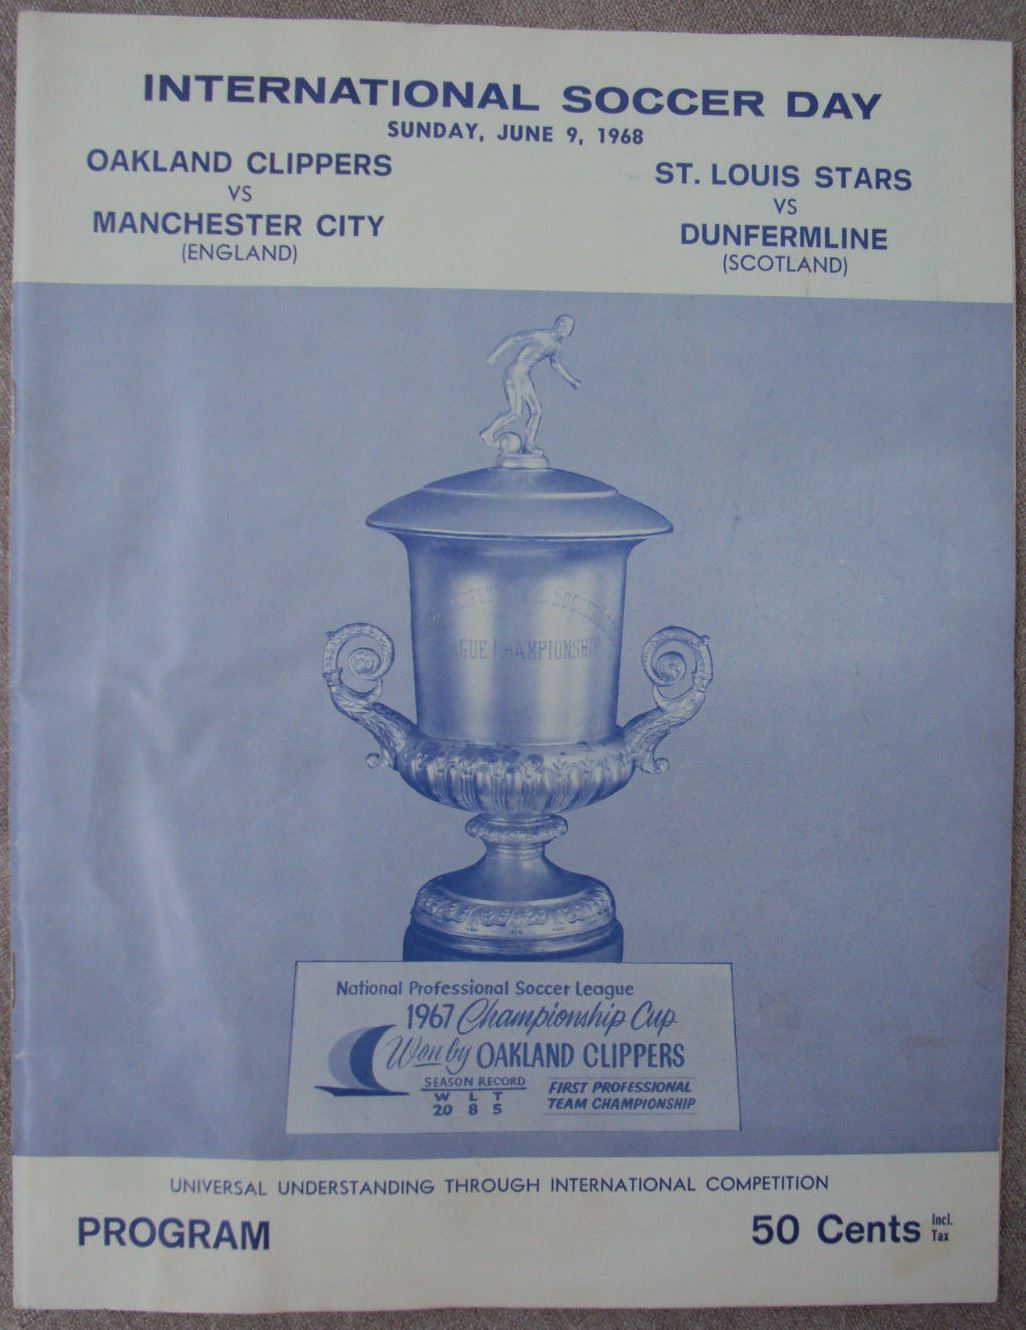 INTERNATIONAL SOCCER DAY
SUNDAY, JUNE 9, 1968
OAKLAND CLIPPERS
VS
MANCHESTER CITY
(ENGLAND)
ST. LOUIS STARS
VS
DUNFERMLINE
(SCOTLAND)
SOCCER
CHAMPIONSHIP
National Professional Soccer League
1967 Championship Cup
Won by OAKLAND CLIPPERS
SEASON RECORD
W L T
20 8 5
FIRST PROFESSIONAL
TEAM CHAMPIONSHIP
UNIVERSAL UNDERSTANDING THROUGH INTERNATIONAL COMPETITION
PROGRAM
50 Cents Incl. Tax